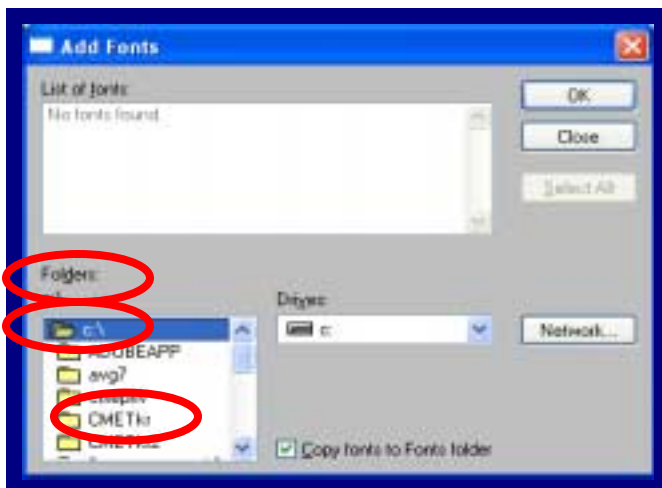 Add Fonts
List of fonts:
No fonts found.
OK
Close
Select All
Folders:
Drives:
c:\
c:
Network...
ADOBEAPP
avg7
CMETkr
Copy fonts to Fonts folder